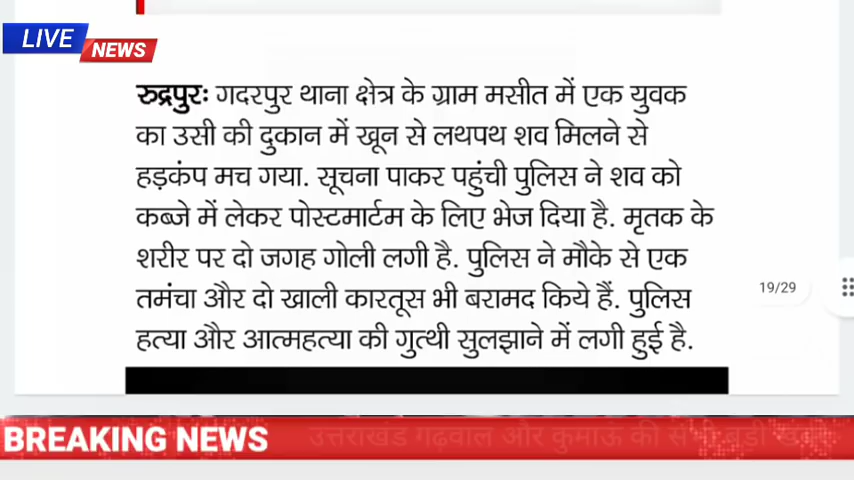 LIVE
NEWS
रुद्रपुरः गदरपुर थाना क्षेत्र के ग्राम मसीत में एक युवक
का उसी की दुकान में खून से लथपथ शव मिलने से
हड़कंप मच गया. सूचना पाकर पहुंची पुलिस ने शव को
कब्जे में लेकर पोस्टमार्टम के लिए भेज दिया है. मृतक के
शरीर पर दो जगह गोली लगी है. पुलिस ने मौके से एक
तमंचा और दो खाली कारतूस भी बरामद किये हैं. पुलिस
हत्या और आत्महत्या की गुत्थी सुलझाने में लगी हुई है.
19/29
BREAKING NEWS उत्तराखंड गढ़वाल और कुमाऊं की